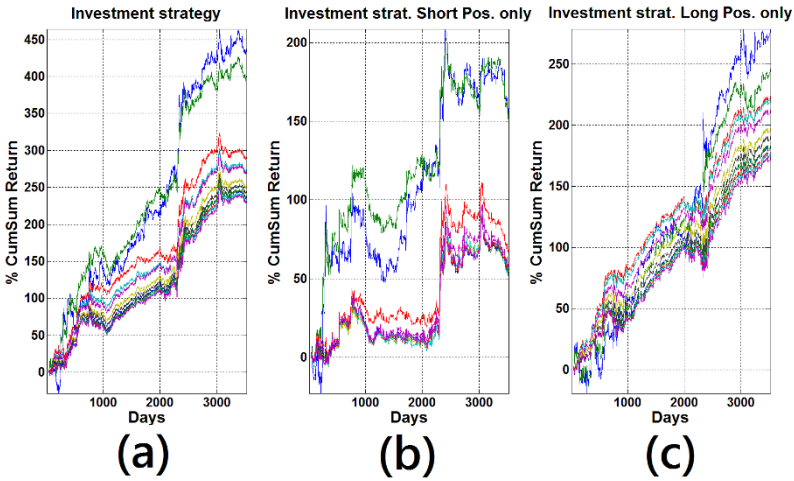 Investment strategy
% CumSum Return
450
400
350
300
250
200
150
100
50
0
1000
2000
3000
Days
(a)
Investment strat. Short Pos. only
% CumSum Return
200
150
100
50
0
1000
2000
3000
Days
(b)
Investment strat. Long Pos. only
% CumSum Return
250
200
150
100
50
0
1000
2000
3000
Days
(c)